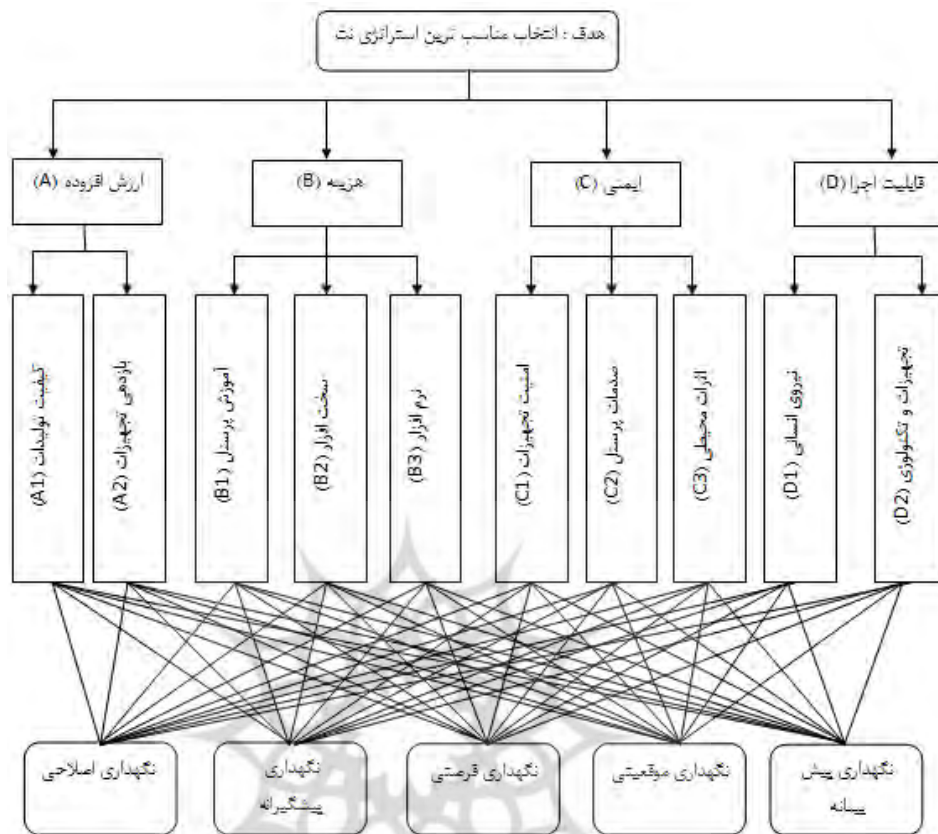 هدف : انتخاب مناسب ترین استراتژی نت
ارزش افزوده (A)
هزینه (B)
ایمنی (C)
قابلیت اجرا (D)
کیفیت تولیدات (A1)
بازدهی تجهیزات (A2)
آموزش پرسنل (B1)
سخت افزار (B2)
نرم افزار (B3)
امنیت تجهیزات (C1)
صدمات پرسنل (C2)
اثرات محیطی (C3)
نیروی انسانی (D1)
تجهیزات و تکنولوژی (D2)
نگهداری اصلاحی
نگهداری
پیشگیرانه
نگهداری فرصتی
نگهداری موقعیتی
نگهداری پیش
بینانه